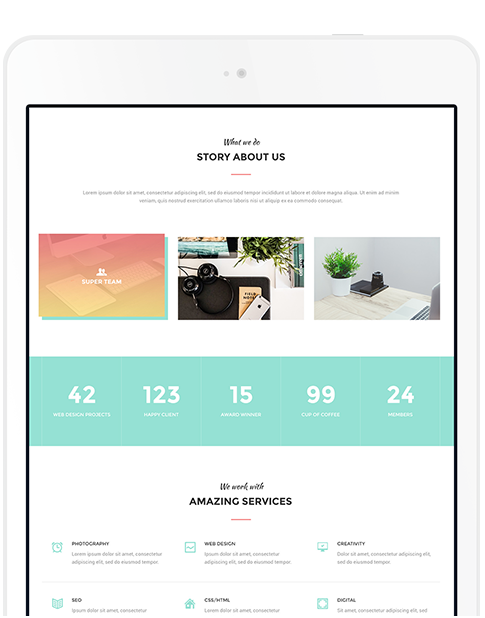 What we do
STORY ABOUT US
Lorem ipsum dolor sit amet, consectetur adipiscing elit, sed do eiusmod tempor incididunt ut labore et dolore magna aliqua. Ut enim ad minim
veniam, quis nostrud exercitation ullamco laboris nisi ut aliquip ex ea commodo consequat.
SUPER TEAM
FIELD
NOTES
42
123
15
99
24
WEB DESIGN PROJECTS
HAPPY CLIENT
AWARD WINNER
CUP OF COFFEE
MEMBERS
We work with
AMAZING SERVICES
PHOTOGRAPHY
Lorem ipsum dolor sit amet, consectetur
adipiscing elit, sed do eiusmod tempor.
WEB DESIGN
Lorem ipsum dolor sit amet, consectetur
adipiscing elit, sed do eiusmod tempor.
CREATIVITY
Dolor sit amet, consectetur adipiscing elit,
sed do eiusmod tempor.
SEO
Ipsum dolor sit amet, consectetur
CSS/HTML
Lorem ipsum dolor sit amet, consectetur
DIGITAL
Sit amet, consectetur adipiscing elit, sed